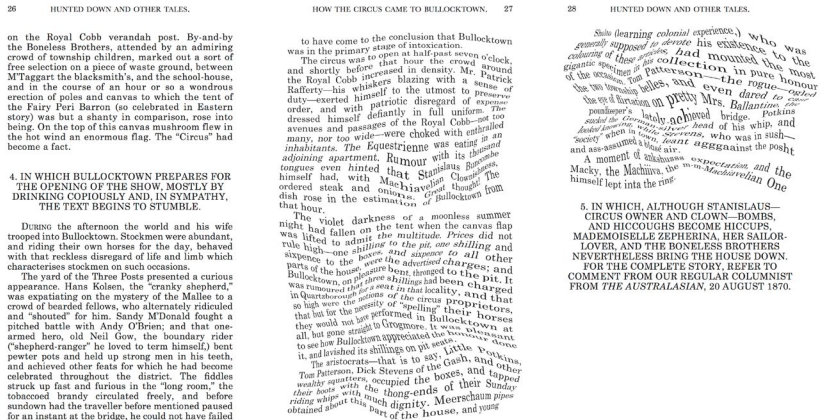 26 HUNTED DOWN AND OTHER TALES.
on the Royal Cobb verandah post. By-and-by
the Boneless Brothers, attended by an admiring
crowd of township children, marked out a sort of
free selection on a piece of waste ground, between
M'Taggart the blacksmith's, and the school-house,
and in the course of an hour or so a wondrous
erection of poles and canvas to which the tent of
the Fairy Peri Barron (so celebrated in Eastern
story) was but a shanty in comparison, rose into
being. On the top of this canvas mushroom flew in
the hot wind an enormous flag. The "Circus" had
become a fact.
4. IN WHICH BULLOCKTOWN PREPARES FOR
THE OPENING OF THE SHOW, MOSTLY BY
DRINKING COPIOUSLY AND, IN SYMPATHY,
THE TEXT BEGINS TO STUMBLE.
DURING the afternoon the world and his wife
trooped into Bullocktown. Stockmen were abundant,
and riding their own horses for the day, behaved
with that reckless disregard of life and limb which
characterises stockmen on such occasions.
The yard of the Three Posts presented a curious
appearance. Hans Kolsen, the "cranky shepherd,"
was expatiating on the mystery of the Mallee to a
crowd of bearded fellows, who alternately ridiculed
and "shouted" for him. Sandy M'Donald fought a
pitched battle with Andy O'Brien; and that one-
armed hero, old Neil Gow, the boundary rider
("shepherd-ranger" he loved to term himself,) bent
pewter pots and held up strong men in his teeth,
and achieved other feats for which he had become
celebrated throughout the district. The fiddles
struck up fast and furious in the "long room," the
tobaccoed brandy circulated freely, and before
sundown had the traveller before mentioned paused
for an instant at the bridge, he could not have failed
HOW THE CIRCUS CAME TO BULLOCKTOWN. 27
to have come to the conclusion that Bullocktown
was in the primary stage of intoxication.
The circus was to open at half-past seven o'clock,
and shortly before that hour the crowd around
the Royal Cobb increased in density. Mr. Patrick
Rafferty—his whiskers blazing with a sense of
duty—exerted himself to the utmost to preserve
order, and with patriotic disregard of expense
dressed himself defiantly in full uniform. The
avenues and passages of the Royal Cobb—not too
many, nor too wide—were choked with enthralled
inhabitants. The Equestrienne was eating in an
adjoining apartment. Rumour with its thousand
tongues even hinted that Stanislaus Buncombe
himself had, with Machiavelian Clownishness,
ordered steak and onions. Great thought! The
dish rose in the estimation of Bullocktown from
that hour.
The violet darkness of a moonless summer
night had fallen on the tent when the canvas flap
was lifted to admit the multitude. Prices did not
rule high—one shilling to the pit, one shilling and
sixpence to the boxes, and sixpence to all other
parts of the house, were the advertised charges; and
Bullocktown, on pleasure bent, thronged to the pit. It
was rumoured that three shillings had been charged
in Quartzborough for a seat in that locality, and that
so high were the notions of the circus proprietors,
that but for the necessity of "spelling" their horses
they would not have performed in Bullocktown at
all, but gone straight to Grogmore. It was pleasant
to see how Bullocktown appreciated the honour done
it, and lavished its shillings on pit seats.
The aristocrats—that is to say, Little Potkins,
Tom Patterson, Dick Stevens of the Gash, and other
wealthy squatters, occupied the boxes, and tapped
their boots with the thong-ends of their Sunday
riding whips with much dignity. Meerschaum pipes
obtained about this part of the house, and young
28 HUNTED DOWN AND OTHER TALES.
(learning colonial experience,) who was
generally supposed to devote his existence to the
colouring of these articles, had mounted the most
gigantic specimen in his collection in pure honour
of the occasion. Tom Patterson—the rogue—ogled
the two township belles, and even dared to cast
the eye of flirtation on pretty Mrs. Ballantine, the
poundkeeper's lately achieved bridge. Potkins
sucked the German-silver head of his whip, and
looked knowing, while Stevens, who was in sush—
"society" when in town leant aggaainst the posht
and ass-assumed a air.
A moment of expectation, and the
Macky, the Machiiva, the m-m-Machiavelian One
himself lept inta the ring.
5. IN WHICH, ALTHOUGH STANISLAUS—
CIRCUS OWNER AND CLOWN—BOMBS,
AND HICCOUGHS BECOME HICCUPS,
MADEMOISELLE ZEPHERINA, HER SAILOR-
LOVER, AND THE BONELESS BROTHERS
NEVERTHELESS BRING THE HOUSE DOWN.
FOR THE COMPLETE STORY, REFER TO
COMMENT FROM OUR REGULAR COLUMNIST
FROM THE AUSTRALASIAN, 20 AUGUST 1870.